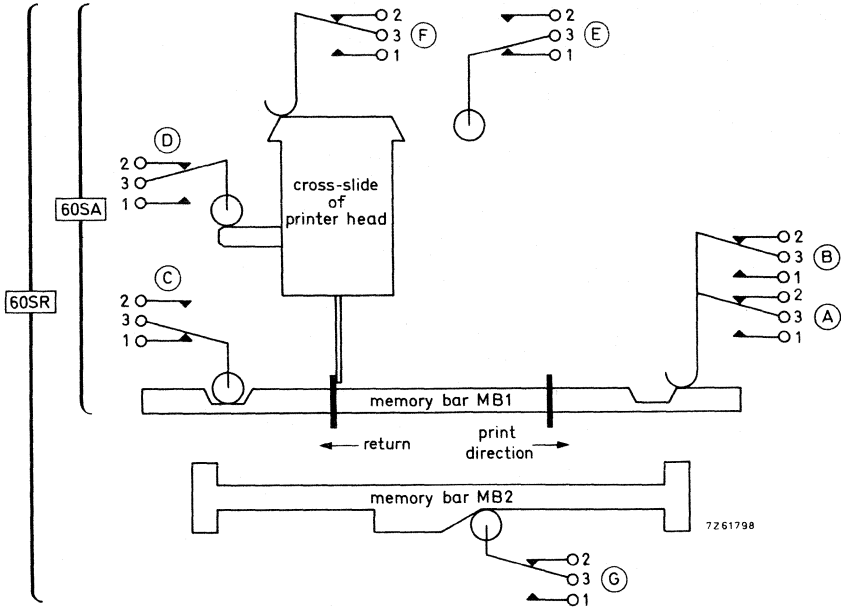 2
3 F
1
2
3 E
1
D
2
3
1
60SA
cross-slide
of
printer head
2
3 B
1
2
3 A
1
C
2
3
1
60SR
memory bar MB1
return
print
direction
memory bar MB2
7Z61798
2
3 G
1